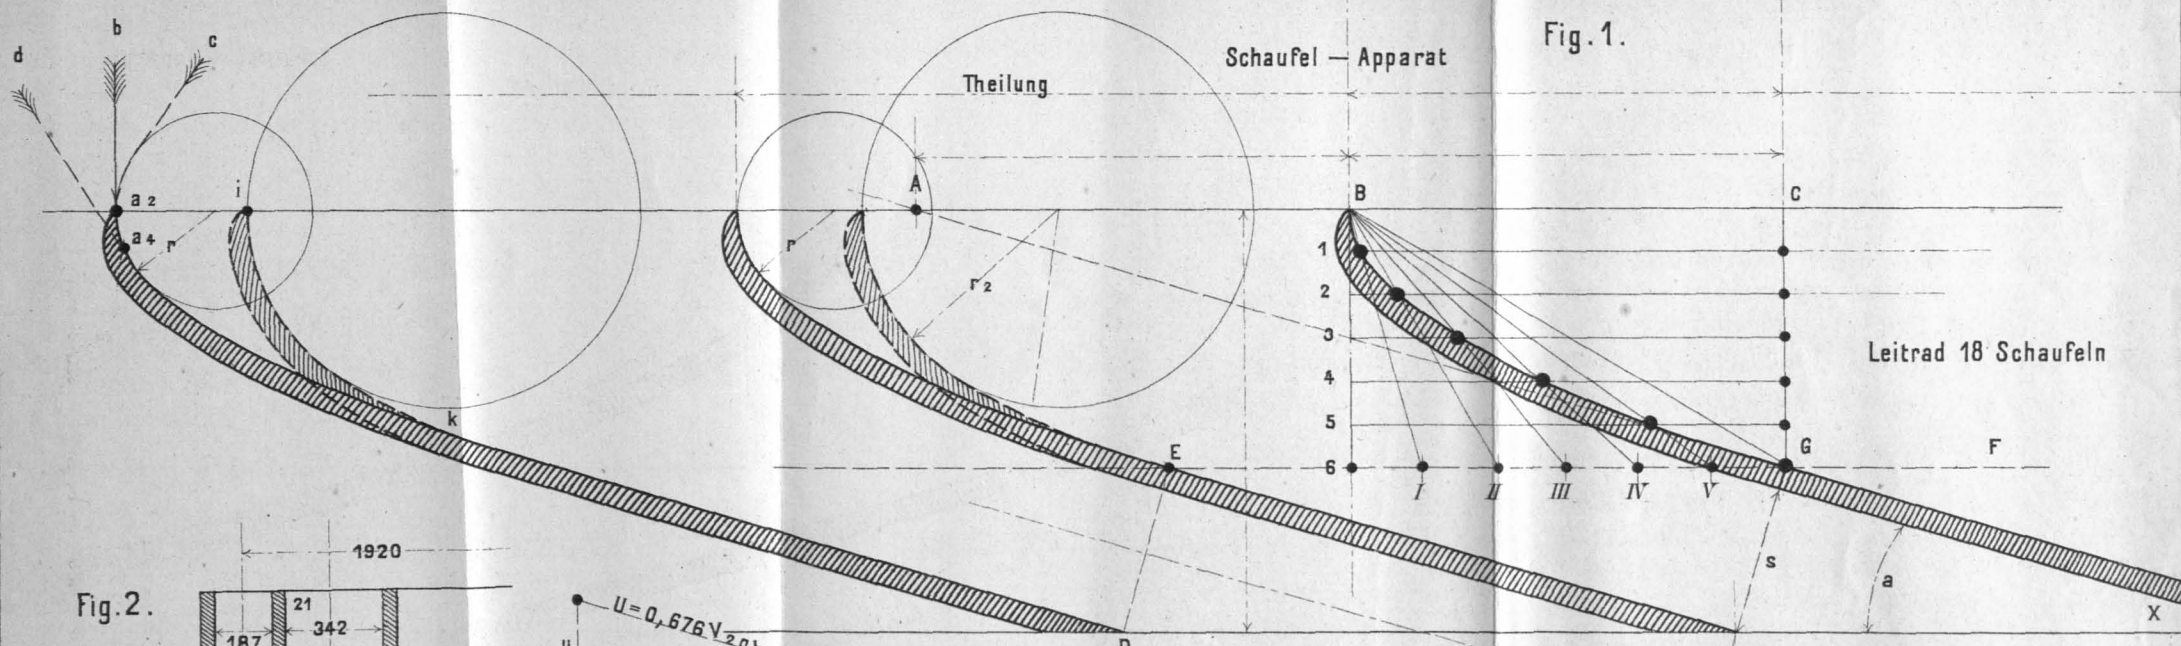 Fig. 1.
Schaufel — Apparat
Theilung
b
c
d
a 2
i
a 4
r
k
A
r
r 2
B
C
1
2
3
4
5
6
I
II
III
IV
V
E
G
F
Leitrad 18 Schaufeln
s
a
X
Fig. 2.
1920
21
342
187
U = 0,676 √